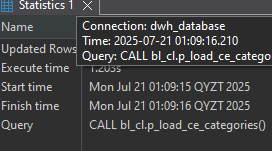 Statistics 1
Name
Connection: dwh_database
Time: 2025-07-21 01:09:16.210
Query: CALL bl_cl.p_load_ce_catego
Updated Rows
Execute time 1.203s
Start time Mon Jul 21 01:09:15 QYZT 2025
Finish time Mon Jul 21 01:09:16 QYZT 2025
Query CALL bl_cl.p_load_ce_categories()